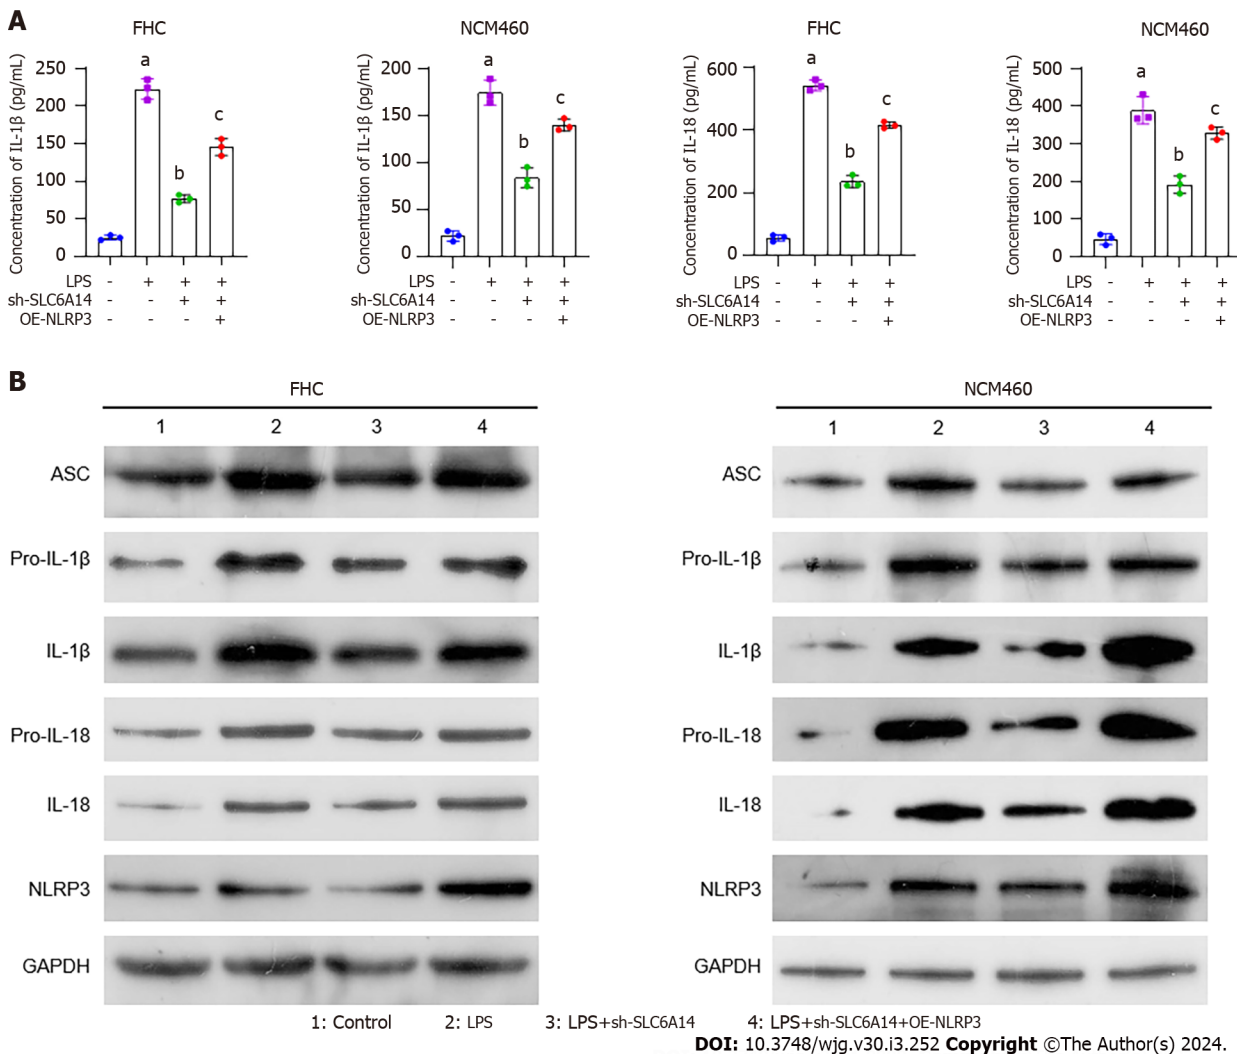 A
FHC
NCM460
FHC
NCM460
Concentration of IL-1β (pg/mL)
250
200
150
100
50
0
a
b
c
LPS - + + +
sh-SLC6A14 - - + +
OE-NLRP3 - - - +
Concentration of IL-1β (pg/mL)
200
150
100
50
0
a
b
c
LPS - + + +
sh-SLC6A14 - - + +
OE-NLRP3 - - - +
Concentration of IL-18 (pg/mL)
600
400
200
0
a
b
c
LPS - + + +
sh-SLC6A14 - - + +
OE-NLRP3 - - - +
Concentration of IL-18 (pg/mL)
500
400
300
200
100
0
a
b
c
LPS - + + +
sh-SLC6A14 - - + +
OE-NLRP3 - - - +
B
FHC
1 2 3 4
ASC
Pro-IL-1β
IL-1β
Pro-IL-18
IL-18
NLRP3
GAPDH
NCM460
1 2 3 4
ASC
Pro-IL-1β
IL-1β
Pro-IL-18
IL-18
NLRP3
GAPDH
1: Control 2: LPS 3: LPS+sh-SLC6A14 4: LPS+sh-SLC6A14+OE-NLRP3
DOI: 10.3748/wjg.v30.i3.252 Copyright ©The Author(s) 2024.